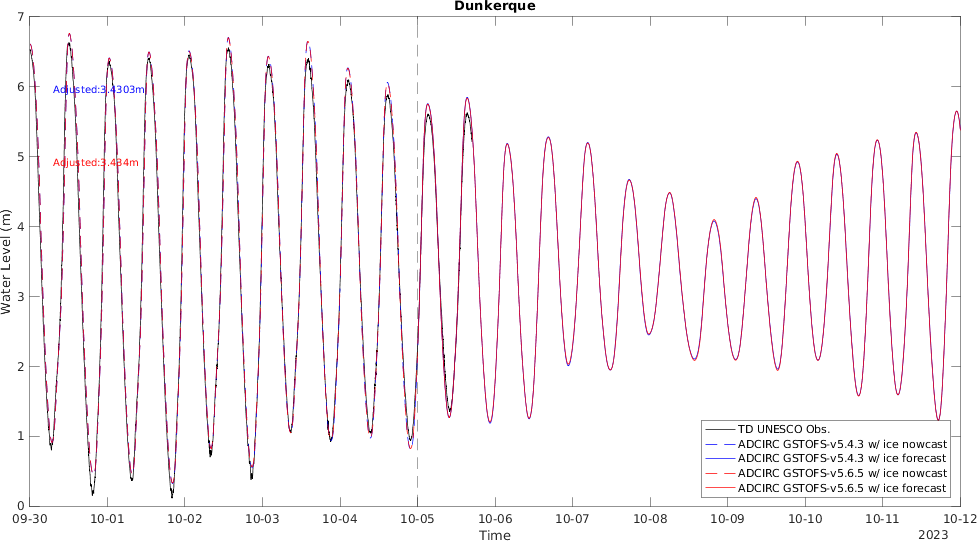 Dunkerque
7
6
5
4
3
2
1
0
Water Level (m)
Adjusted:3.4303m
Adjusted:3.434m
TD UNESCO Obs.
ADCIRC GSTOFS-v5.4.3 w/ ice nowcast
ADCIRC GSTOFS-v5.4.3 w/ ice forecast
ADCIRC GSTOFS-v5.6.5 w/ ice nowcast
ADCIRC GSTOFS-v5.6.5 w/ ice forecast
09-30 10-01 10-02 10-03 10-04 10-05 10-06 10-07 10-08 10-09 10-10 10-11 10-12
Time
2023